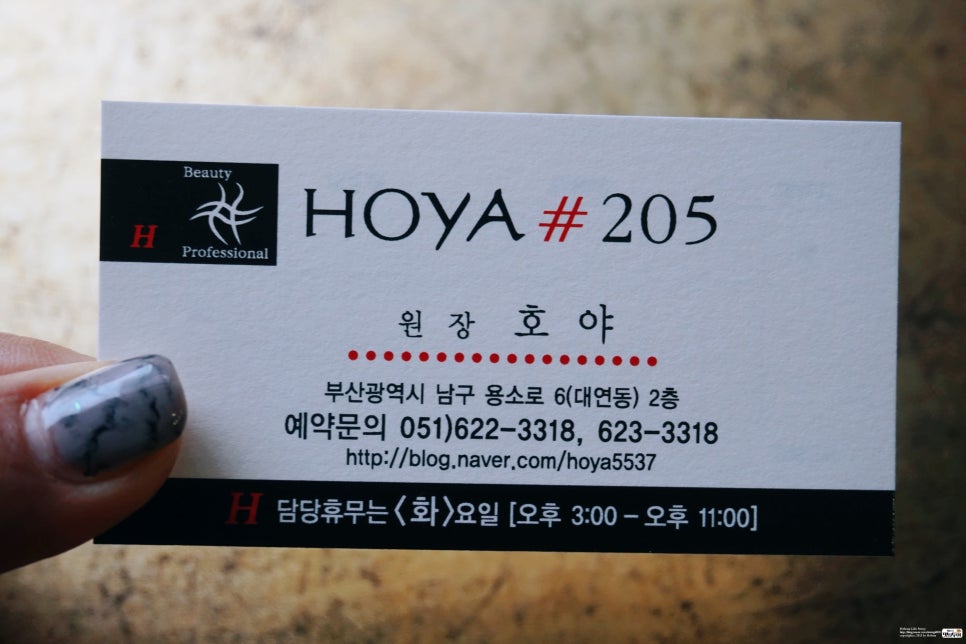 Beauty
H
Professional
HOYA # 205
원 장 호 야
부산광역시 남구 용소로 6(대연동) 2층
예약문의 051)622-3318, 623-3318
http://blog.naver.com/hoya5537
H 담당휴무는 <화>요일 [오후 3:00 - 오후 11:00]